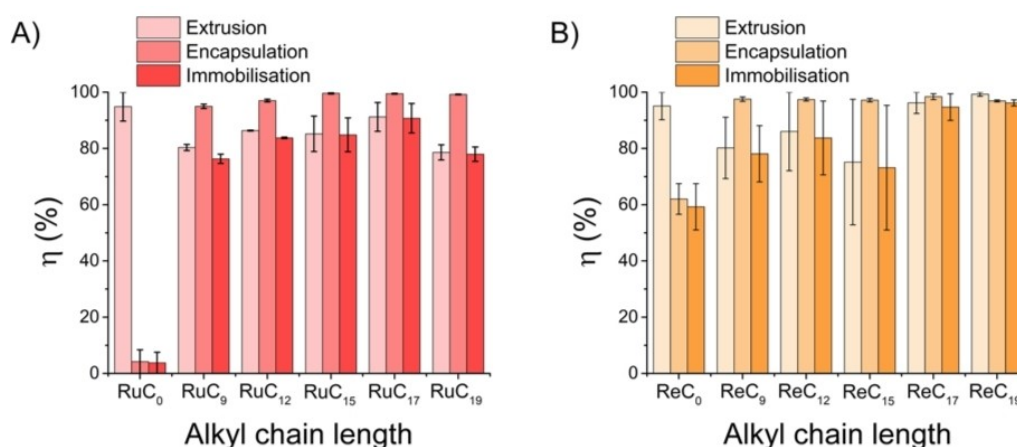 A)
Extrusion
Encapsulation
Immobilisation
η (%)
100
80
60
40
20
0
RuC₀ RuC₉ RuC₁₂ RuC₁₅ RuC₁₇ RuC₁₉
Alkyl chain length
B)
Extrusion
Encapsulation
Immobilisation
η (%)
100
80
60
40
20
0
ReC₀ ReC₉ ReC₁₂ ReC₁₅ ReC₁₇ ReC₁₉
Alkyl chain length